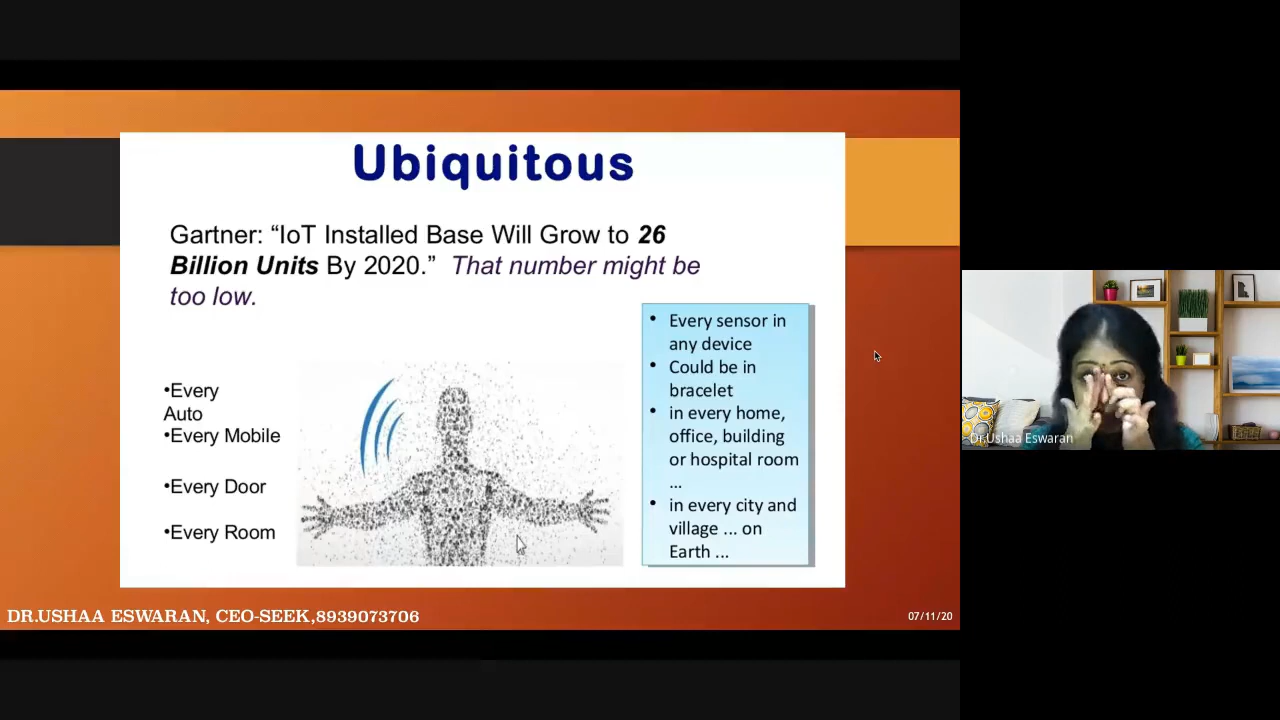 Ubiquitous
Gartner: “IoT Installed Base Will Grow to 26
Billion Units By 2020.” That number might be
too low.
•Every
Auto
•Every Mobile
•Every Door
•Every Room
• Every sensor in
any device
• Could be in
bracelet
• in every home,
office, building
or hospital room
...
• in every city and
village ... on
Earth ...
DR.USHAA ESWARAN, CEO-SEEK,8939073706
07/11/20
Dr.Ushaa Eswaran